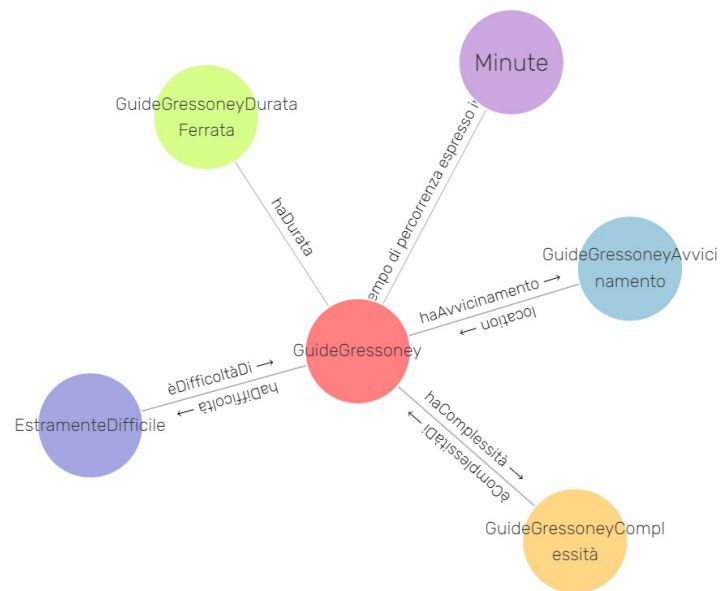 Minute
GuideGressoneyDurata
Ferrata
haDurata
empo di percorrenza espresso i
GuideGressoneyAvvici
namento
haAvvicinamento →
location →
GuideGressoney
èDifficoltàDi →
haDifficoltà →
EstramenteDifficile
haComplessità →
èComplessitàDi →
GuideGressoneyCompl
essità